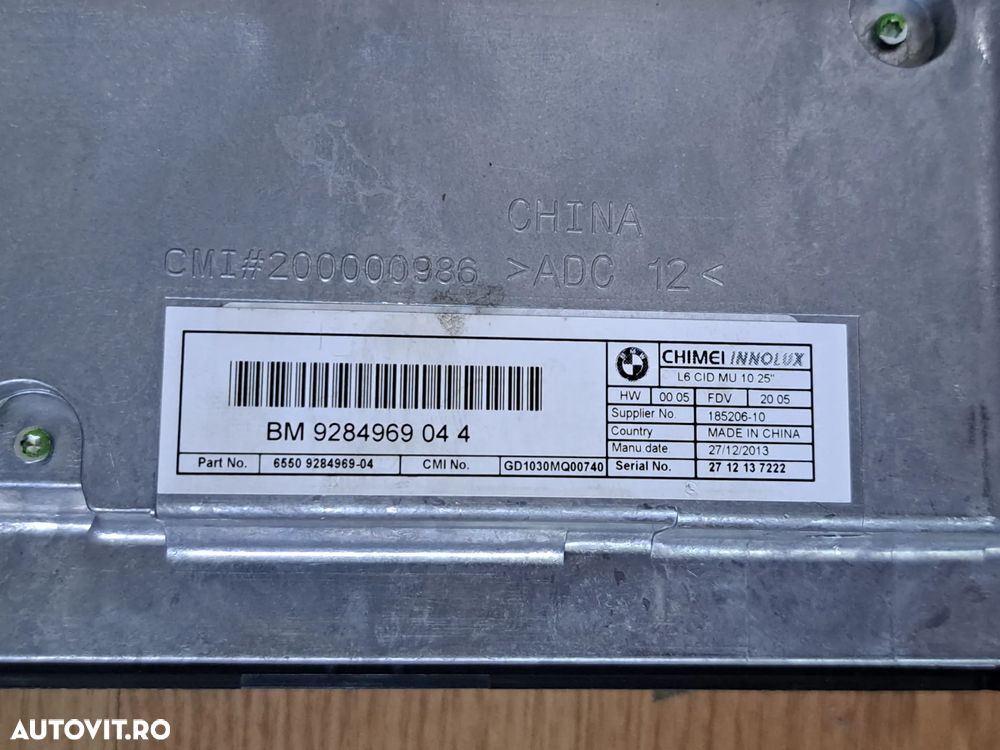 CHINA
CMI#200000986 >ADC 12<
CHIMEI INNOLUX
L6 CID MU 10 25"
HW 00 05 FDV 20 05
Supplier No. 185206-10
Country MADE IN CHINA
Manu date. 27/12/2013
Serial No. 27 12 13 7222
BM 9284969 04 4
Part No. 6550 9284969-04 CMI No. GD1030MQ00740
AUTOVIT.RO